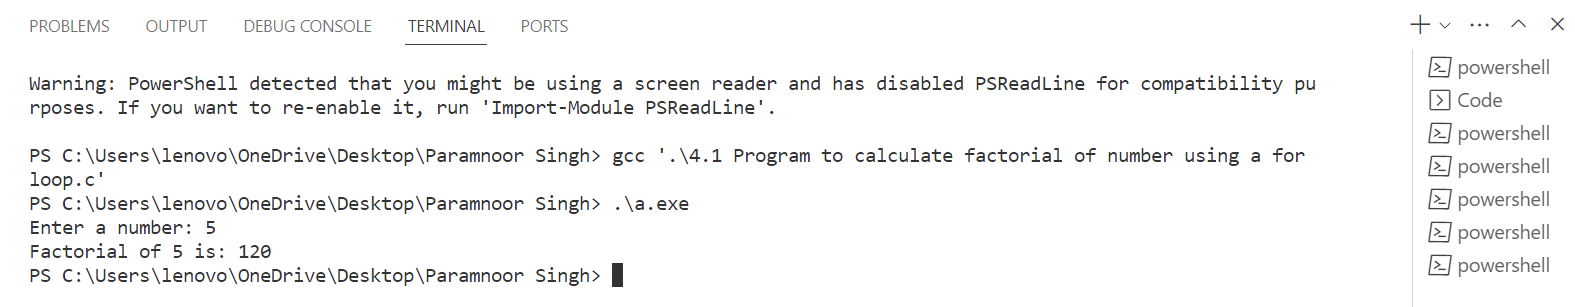 PROBLEMS OUTPUT DEBUG CONSOLE TERMINAL PORTS
Warning: PowerShell detected that you might be using a screen reader and has disabled PSReadLine for compatibility pu
rposes. If you want to re-enable it, run 'Import-Module PSReadLine'.
PS C:\Users\lenovo\OneDrive\Desktop\Paramnoor Singh> gcc '.\4.1 Program to calculate factorial of number using a for
loop.c'
PS C:\Users\lenovo\OneDrive\Desktop\Paramnoor Singh> .\a.exe
Enter a number: 5
Factorial of 5 is: 120
PS C:\Users\lenovo\OneDrive\Desktop\Paramnoor Singh>
powershell
Code
powershell
powershell
powershell
powershell
powershell